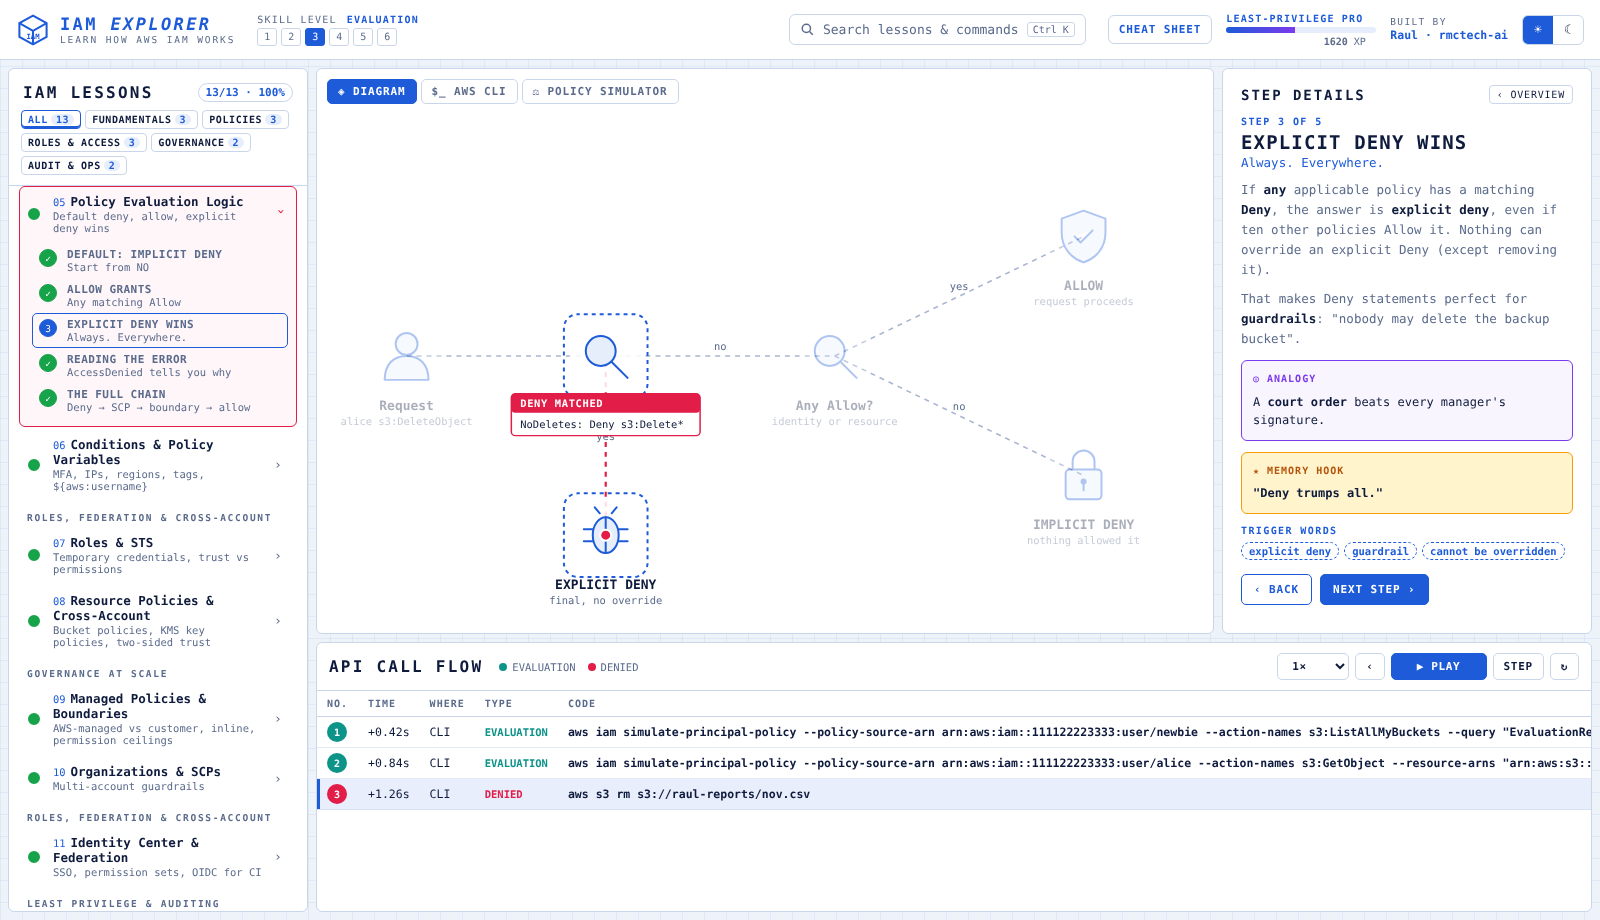 IAM EXPLORER
LEARN HOW AWS IAM WORKS
SKILL LEVEL EVALUATION
1 2 3 4 5 6
Search lessons & commands Ctrl K
CHEAT SHEET
LEAST-PRIVILEGE PRO
1620 XP
BUILT BY
Raul · rmctech-ai
IAM LESSONS
13/13 · 100%
ALL 13 FUNDAMENTALS 3 POLICIES 3
ROLES & ACCESS 3 GOVERNANCE 2
AUDIT & OPS 2
05 Policy Evaluation Logic
Default deny, allow, explicit
deny wins
DEFAULT: IMPLICIT DENY
Start from NO
ALLOW GRANTS
Any matching Allow
3 EXPLICIT DENY WINS
Always. Everywhere.
READING THE ERROR
AccessDenied tells you why
THE FULL CHAIN
Deny → SCP → boundary → allow
06 Conditions & Policy
Variables
MFA, IPs, regions, tags,
${aws:username}
ROLES, FEDERATION & CROSS-ACCOUNT
07 Roles & STS
Temporary credentials, trust vs
permissions
08 Resource Policies &
Cross-Account
Bucket policies, KMS key
policies, two-sided trust
GOVERNANCE AT SCALE
09 Managed Policies &
Boundaries
AWS-managed vs customer, inline,
permission ceilings
10 Organizations & SCPs
Multi-account guardrails
ROLES, FEDERATION & CROSS-ACCOUNT
11 Identity Center &
Federation
SSO, permission sets, OIDC for CI
LEAST PRIVILEGE & AUDITING
◈ DIAGRAM
$_ AWS CLI
⚖ POLICY SIMULATOR
Request
alice s3:DeleteObject
DENY MATCHED
NoDeletes: Deny s3:Delete*
yes
EXPLICIT DENY
final, no override
no
Any Allow?
identity or resource
yes
ALLOW
request proceeds
no
IMPLICIT DENY
nothing allowed it
STEP DETAILS
‹ OVERVIEW
STEP 3 OF 5
EXPLICIT DENY WINS
Always. Everywhere.
If any applicable policy has a matching
Deny, the answer is explicit deny, even if
ten other policies Allow it. Nothing can
override an explicit Deny (except removing
it).
That makes Deny statements perfect for
guardrails: "nobody may delete the backup
bucket".
◎ ANALOGY
A court order beats every manager's
signature.
★ MEMORY HOOK
"Deny trumps all."
TRIGGER WORDS
explicit deny guardrail cannot be overridden
‹ BACK
NEXT STEP ›
API CALL FLOW
EVALUATION DENIED
1× ‹ ▶ PLAY STEP ↻
NO. TIME WHERE TYPE CODE
1 +0.42s CLI EVALUATION aws iam simulate-principal-policy --policy-source-arn arn:aws:iam::111122223333:user/newbie --action-names s3:ListAllMyBuckets --query "EvaluationRe
2 +0.84s CLI EVALUATION aws iam simulate-principal-policy --policy-source-arn arn:aws:iam::111122223333:user/alice --action-names s3:GetObject --resource-arns "arn:aws:s3::
3 +1.26s CLI DENIED aws s3 rm s3://raul-reports/nov.csv